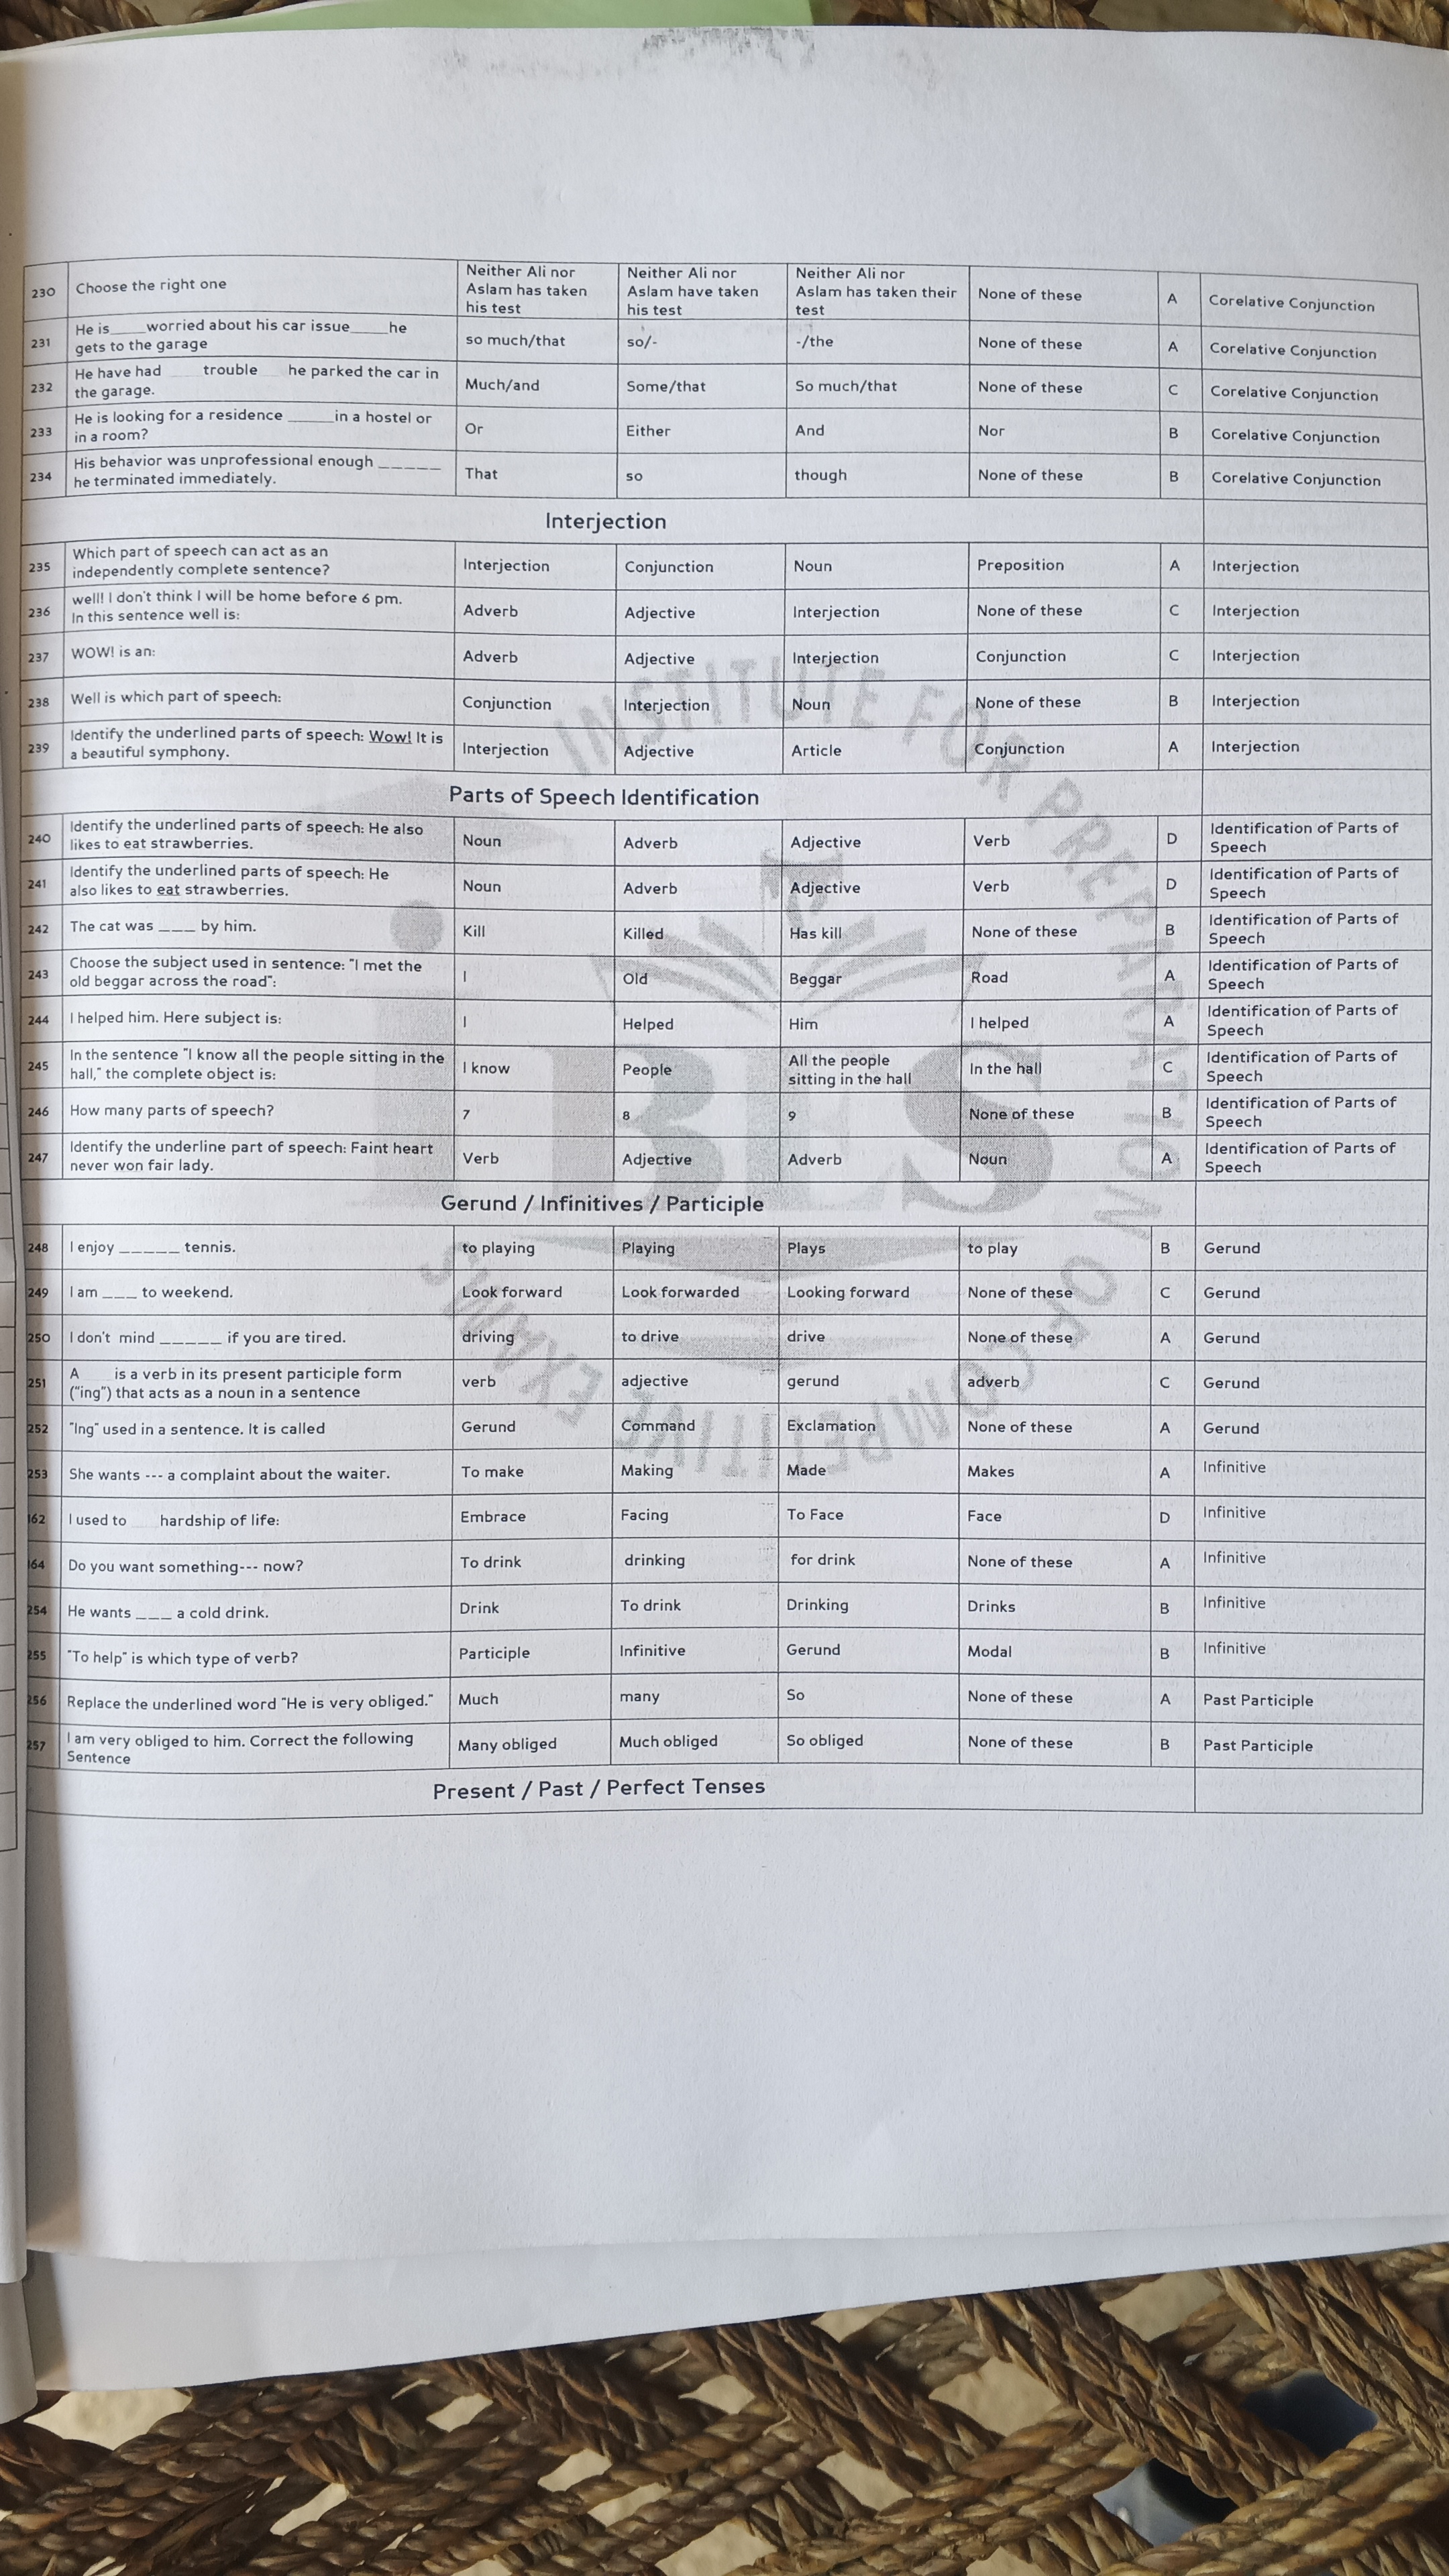 230 Choose the right one | Neither Ali nor Aslam has taken his test | Neither Ali nor Aslam have taken his test | Neither Ali nor Aslam has taken their test | None of these | A | Corelative Conjunction
231 He is____worried about his car issue____he gets to the garage | so much/that | so/- | -/the | None of these | A | Corelative Conjunction
232 He have had ___ trouble ___ he parked the car in the garage. | Much/and | Some/that | So much/that | None of these | C | Corelative Conjunction
233 He is looking for a residence _____in a hostel or in a room? | Or | Either | And | Nor | B | Corelative Conjunction
234 His behavior was unprofessional enough _____ he terminated immediately. | That | so | though | None of these | B | Corelative Conjunction
Interjection
235 Which part of speech can act as an independently complete sentence? | Interjection | Conjunction | Noun | Preposition | A | Interjection
236 well! I don't think I will be home before 6 pm. In this sentence well is: | Adverb | Adjective | Interjection | None of these | C | Interjection
237 WOW! is an: | Adverb | Adjective | Interjection | Conjunction | C | Interjection
238 Well is which part of speech: | Conjunction | Interjection | Noun | None of these | B | Interjection
239 Identify the underlined parts of speech: Wow! It is a beautiful symphony. | Interjection | Adjective | Article | Conjunction | A | Interjection
Parts of Speech Identification
240 Identify the underlined parts of speech: He also likes to eat strawberries. | Noun | Adverb | Adjective | Verb | D | Identification of Parts of Speech
241 Identify the underlined parts of speech: He also likes to eat strawberries. | Noun | Adverb | Adjective | Verb | D | Identification of Parts of Speech
242 The cat was ___ by him. | Kill | Killed | Has kill | None of these | B | Identification of Parts of Speech
243 Choose the subject used in sentence: "I met the old beggar across the road": | I | Old | Beggar | Road | A | Identification of Parts of Speech
244 I helped him. Here subject is: | I | Helped | Him | I helped | A | Identification of Parts of Speech
245 In the sentence "I know all the people sitting in the hall," the complete object is: | I know | People | All the people sitting in the hall | In the hall | C | Identification of Parts of Speech
246 How many parts of speech? | 7 | 8 | 9 | None of these | B | Identification of Parts of Speech
247 Identify the underline part of speech: Faint heart never won fair lady. | Verb | Adjective | Adverb | Noun | A | Identification of Parts of Speech
Gerund / Infinitives / Participle
248 I enjoy _____ tennis. | to playing | Playing | Plays | to play | B | Gerund
249 I am ___ to weekend. | Look forward | Look forwarded | Looking forward | None of these | C | Gerund
250 I don't mind _____ if you are tired. | driving | to drive | drive | None of these | A | Gerund
251 A ___ is a verb in its present participle form ("ing") that acts as a noun in a sentence | verb | adjective | gerund | adverb | C | Gerund
252 "Ing" used in a sentence. It is called | Gerund | Command | Exclamation | None of these | A | Gerund
253 She wants --- a complaint about the waiter. | To make | Making | Made | Makes | A | Infinitive
162 I used to ___ hardship of life: | Embrace | Facing | To Face | Face | D | Infinitive
164 Do you want something--- now? | To drink | drinking | for drink | None of these | A | Infinitive
254 He wants ___ a cold drink. | Drink | To drink | Drinking | Drinks | B | Infinitive
255 "To help" is which type of verb? | Participle | Infinitive | Gerund | Modal | B | Infinitive
256 Replace the underlined word "He is very obliged." | Much | many | So | None of these | A | Past Participle
257 I am very obliged to him. Correct the following Sentence | Many obliged | Much obliged | So obliged | None of these | B | Past Participle
Present / Past / Perfect Tenses
INSTITUTE FOR PREPARATION OF COMPETITIVE EXAMS
iBLS